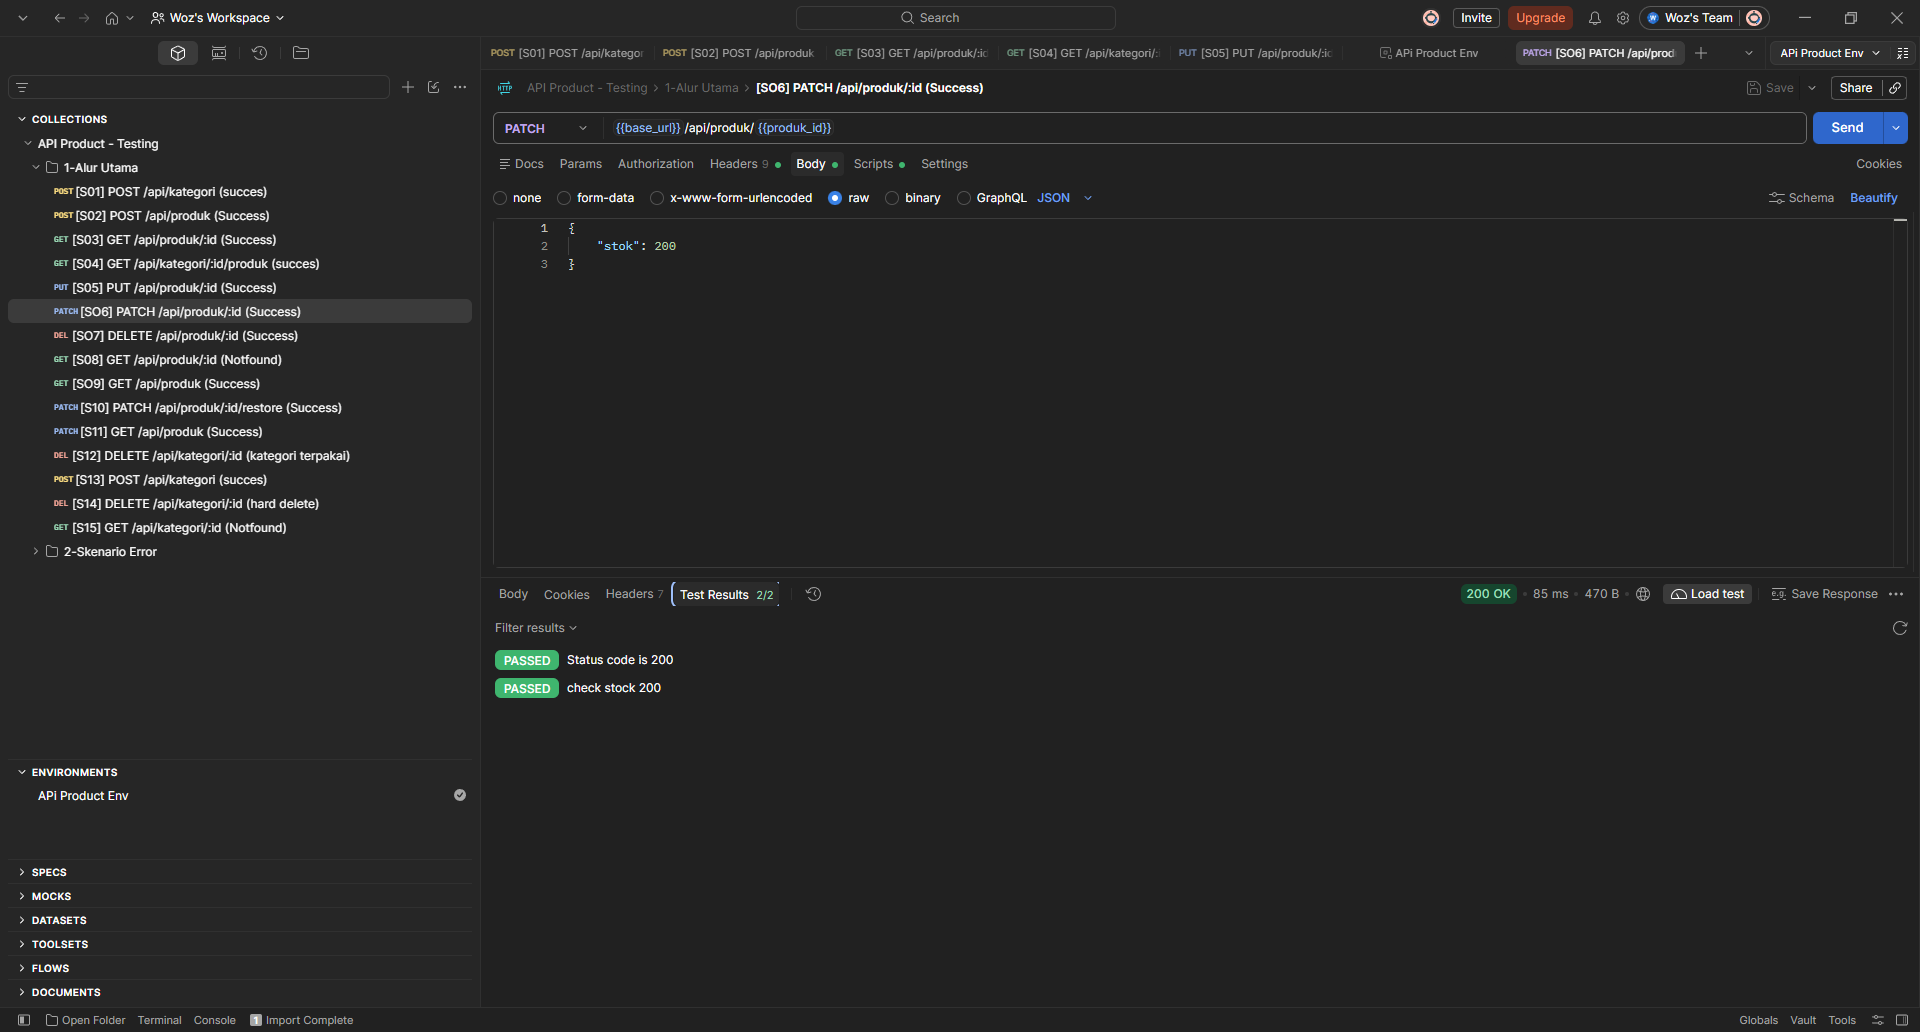 Woz's Workspace
Search
Invite
Upgrade
Woz's Team
POST [S01] POST /api/kategor
POST [S02] POST /api/produk
GET [S03] GET /api/produk/:id
GET [S04] GET /api/kategori/:
PUT [S05] PUT /api/produk/:id
APi Product Env
PATCH [SO6] PATCH /api/prod
APi Product Env
HTTP API Product - Testing > 1-Alur Utama > [SO6] PATCH /api/produk/:id (Success)
Save
Share
PATCH
{{base_url}} /api/produk/ {{produk_id}}
Send
Docs Params Authorization Headers 9 Body Scripts Settings
Cookies
none form-data x-www-form-urlencoded raw binary GraphQL JSON
Schema Beautify
1 {
2 "stok": 200
3 }
COLLECTIONS
API Product - Testing
1-Alur Utama
POST [S01] POST /api/kategori (succes)
POST [S02] POST /api/produk (Success)
GET [S03] GET /api/produk/:id (Success)
GET [S04] GET /api/kategori/:id/produk (succes)
PUT [S05] PUT /api/produk/:id (Success)
PATCH [SO6] PATCH /api/produk/:id (Success)
DEL [SO7] DELETE /api/produk/:id (Success)
GET [S08] GET /api/produk/:id (Notfound)
GET [SO9] GET /api/produk (Success)
PATCH [S10] PATCH /api/produk/:id/restore (Success)
PATCH [S11] GET /api/produk (Success)
DEL [S12] DELETE /api/kategori/:id (kategori terpakai)
POST [S13] POST /api/kategori (succes)
DEL [S14] DELETE /api/kategori/:id (hard delete)
GET [S15] GET /api/kategori/:id (Notfound)
2-Skenario Error
Body Cookies Headers 7 Test Results 2/2
200 OK • 85 ms • 470 B
Load test
e.g. Save Response
Filter results
PASSED Status code is 200
PASSED check stock 200
ENVIRONMENTS
APi Product Env
SPECS
MOCKS
DATASETS
TOOLSETS
FLOWS
DOCUMENTS
Open Folder Terminal Console 1 Import Complete
Globals Vault Tools